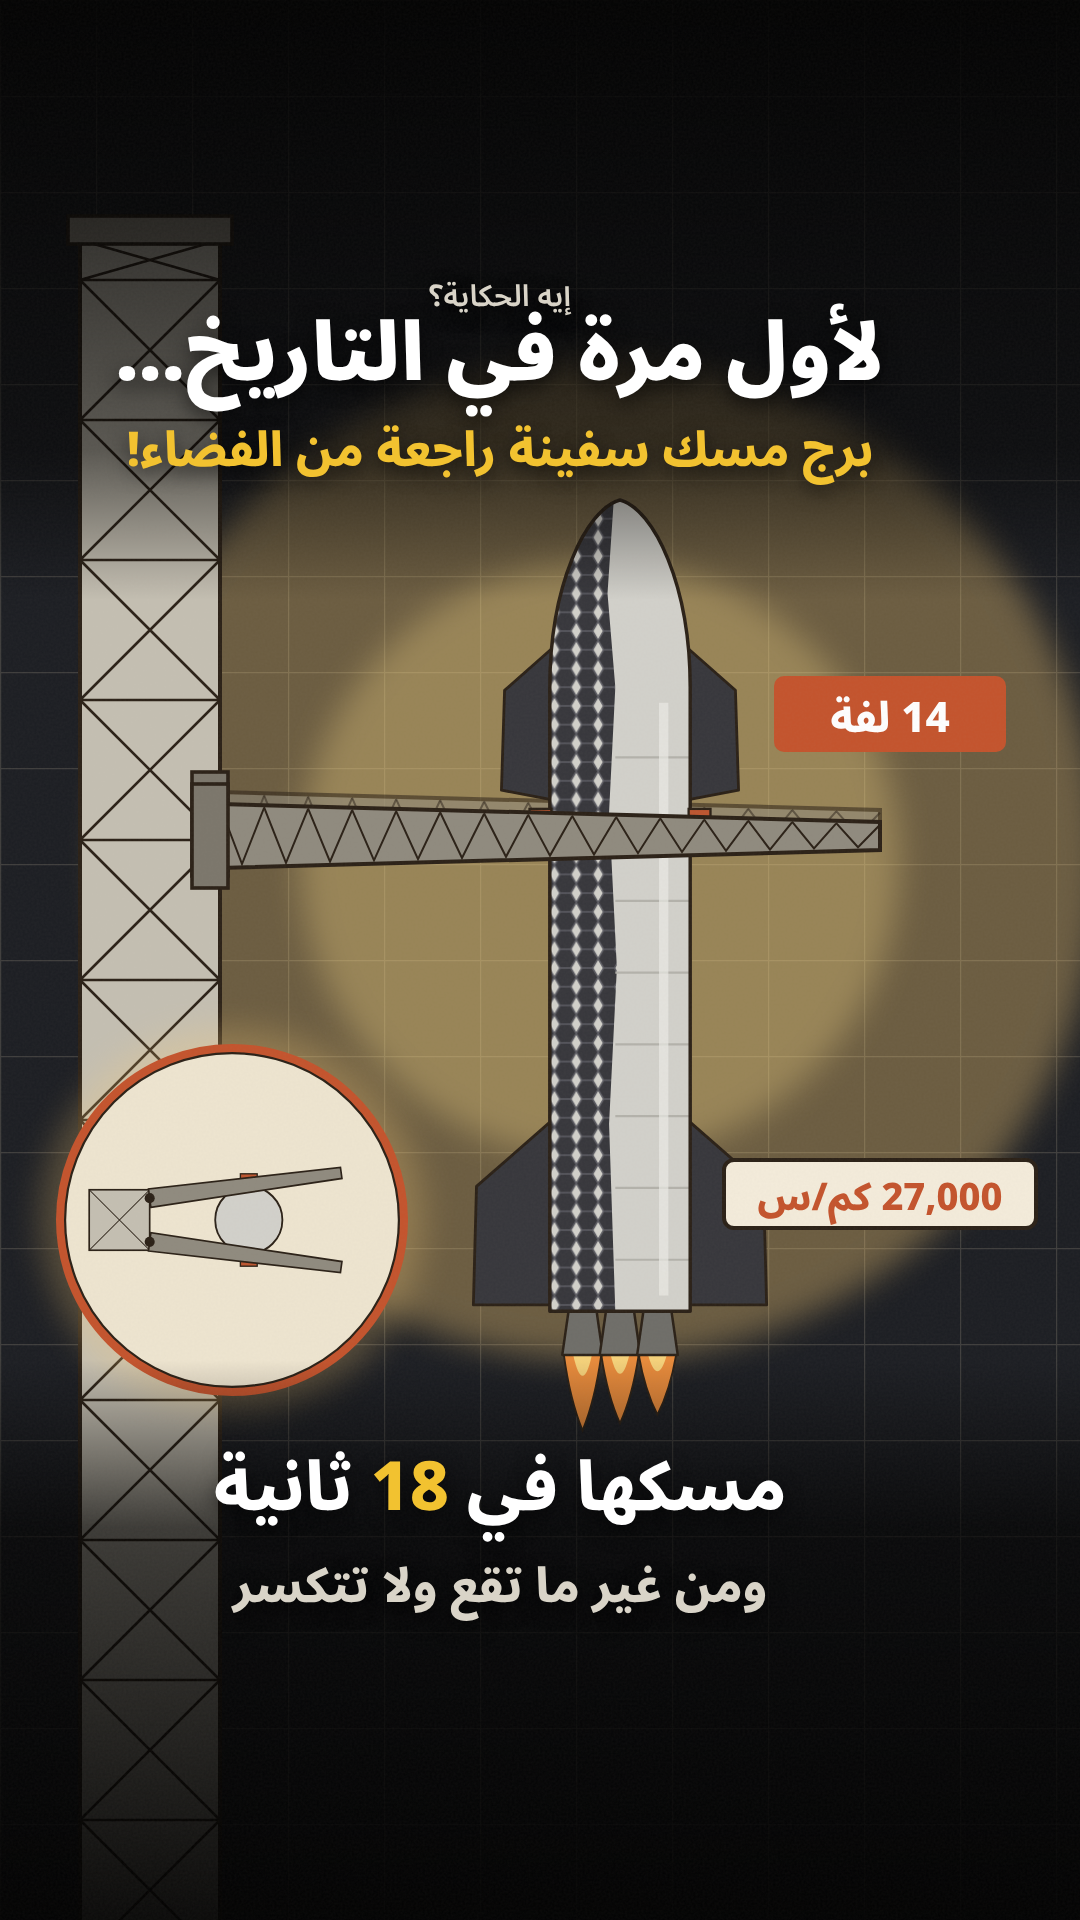 إيه الحكاية؟
لأول مرة في التاريخ...
برج مسك سفينة راجعة من الفضاء!
14 لفة
27,000 كم/س
مسكها في 18 ثانية
ومن غير ما تقع ولا تتكسر